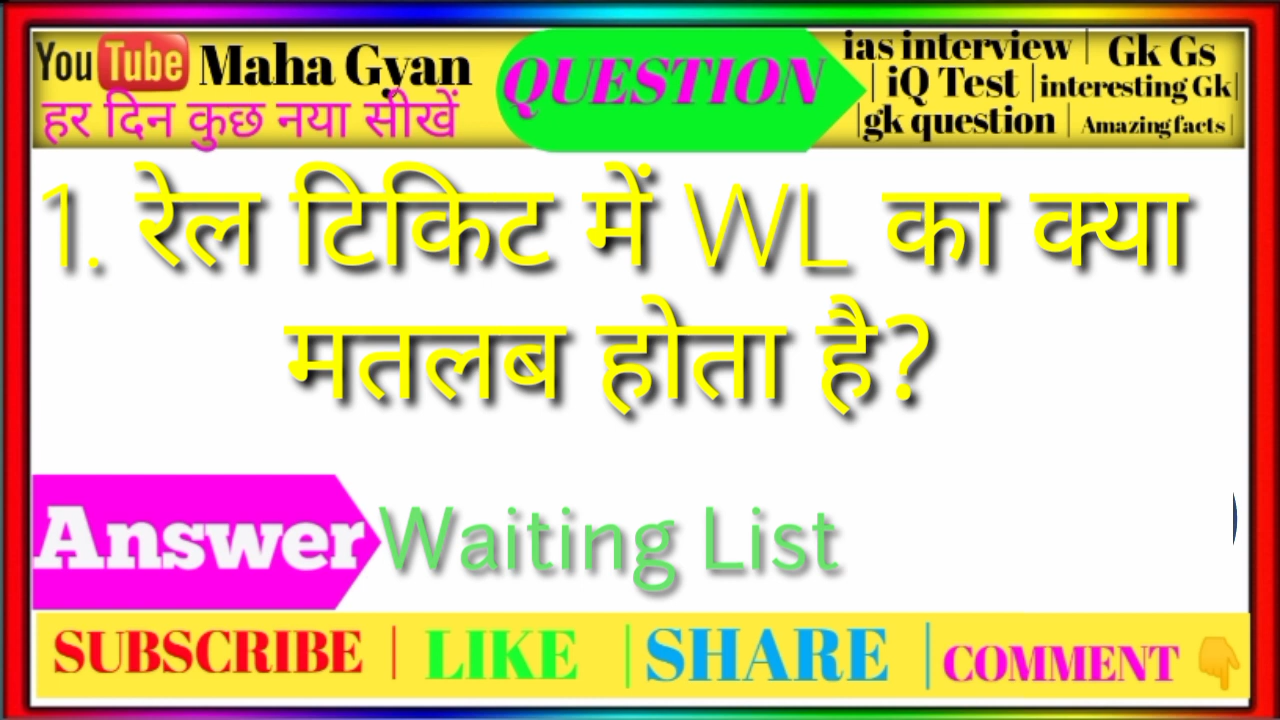 YouTube Maha Gyan
हर दिन कुछ नया सीखें
QUESTION
ias interview | Gk Gs
| iQ Test | interesting Gk|
|gk question | Amazing facts |
1. रेल टिकिट में WL का क्या
मतलब होता है?
Answer Waiting List
SUBSCRIBE | LIKE | SHARE | COMMENT 👇